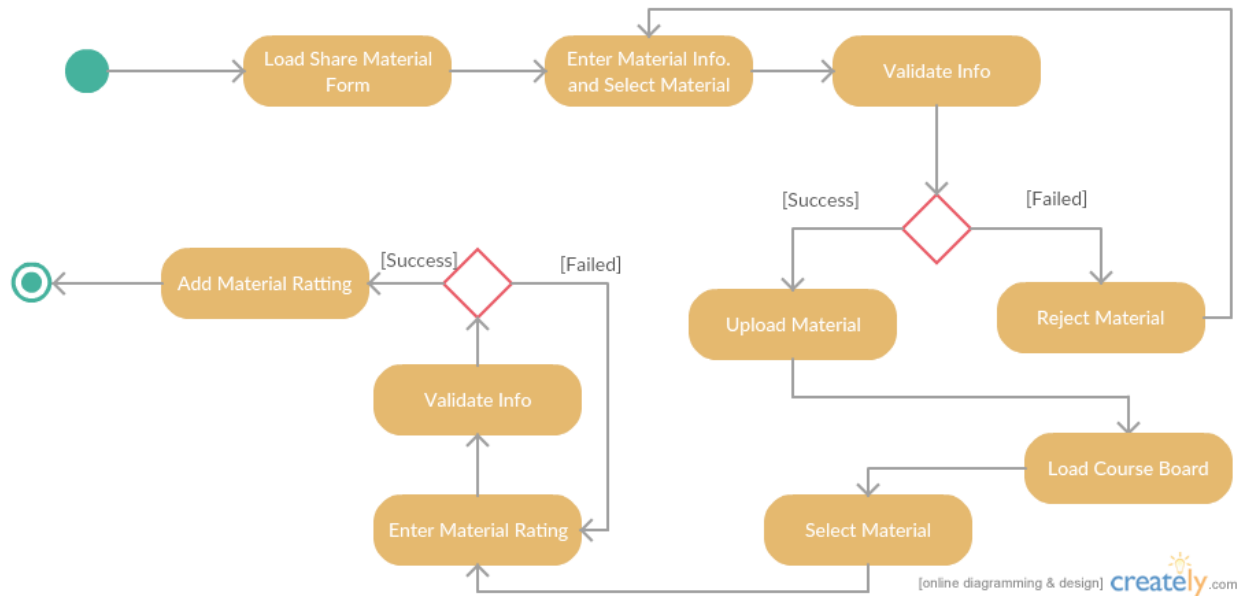 Load Share Material
Form
Enter Material Info.
and Select Material
Validate Info
[Success]
[Failed]
Upload Material
Reject Material
Load Course Board
Select Material
Enter Material Rating
Validate Info
[Success]
[Failed]
Add Material Ratting
[online diagramming & design] creately.com